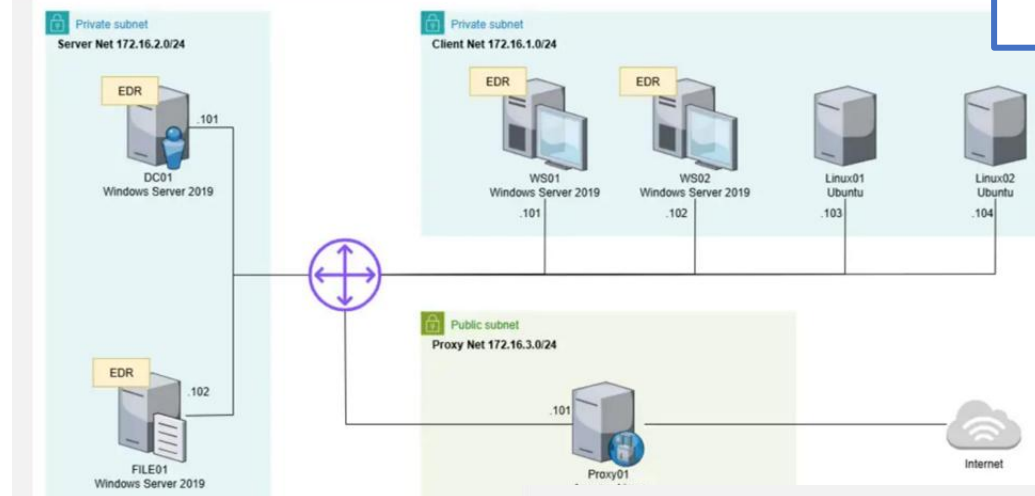 Private subnet
Server Net 172.16.2.0/24
EDR
.101
DC01
Windows Server 2019
EDR
.102
FILE01
Windows Server 2019
Private subnet
Client Net 172.16.1.0/24
EDR
EDR
WS01
Windows Server 2019
.101
WS02
Windows Server 2019
.102
Linux01
Ubuntu
.103
Linux02
Ubuntu
.104
Public subnet
Proxy Net 172.16.3.0/24
.101
Proxy01
Internet